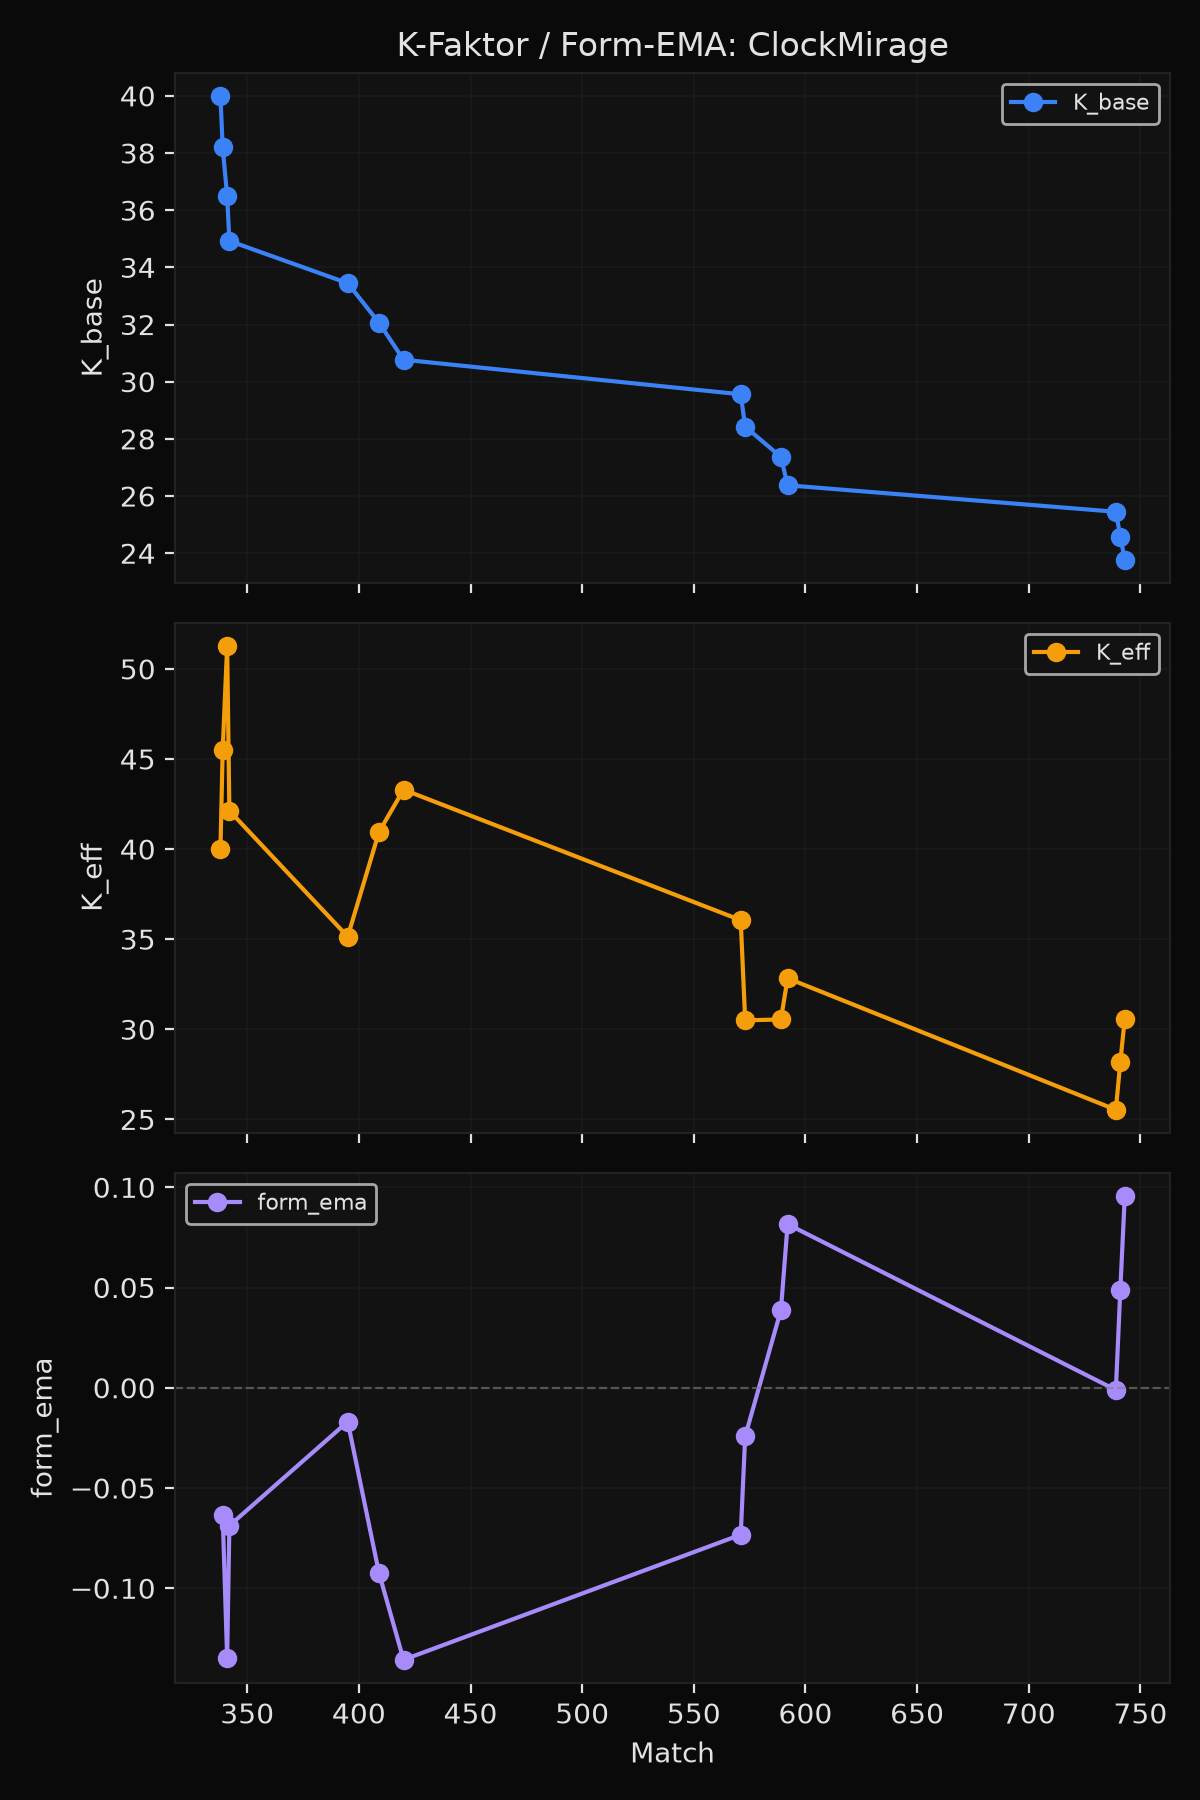 K-Faktor / Form-EMA: ClockMirage
K_base
K_base
40
38
36
34
32
30
28
26
24
K_eff
K_eff
50
45
40
35
30
25
form_ema
form_ema
0.10
0.05
0.00
−0.05
−0.10
350 400 450 500 550 600 650 700 750
Match